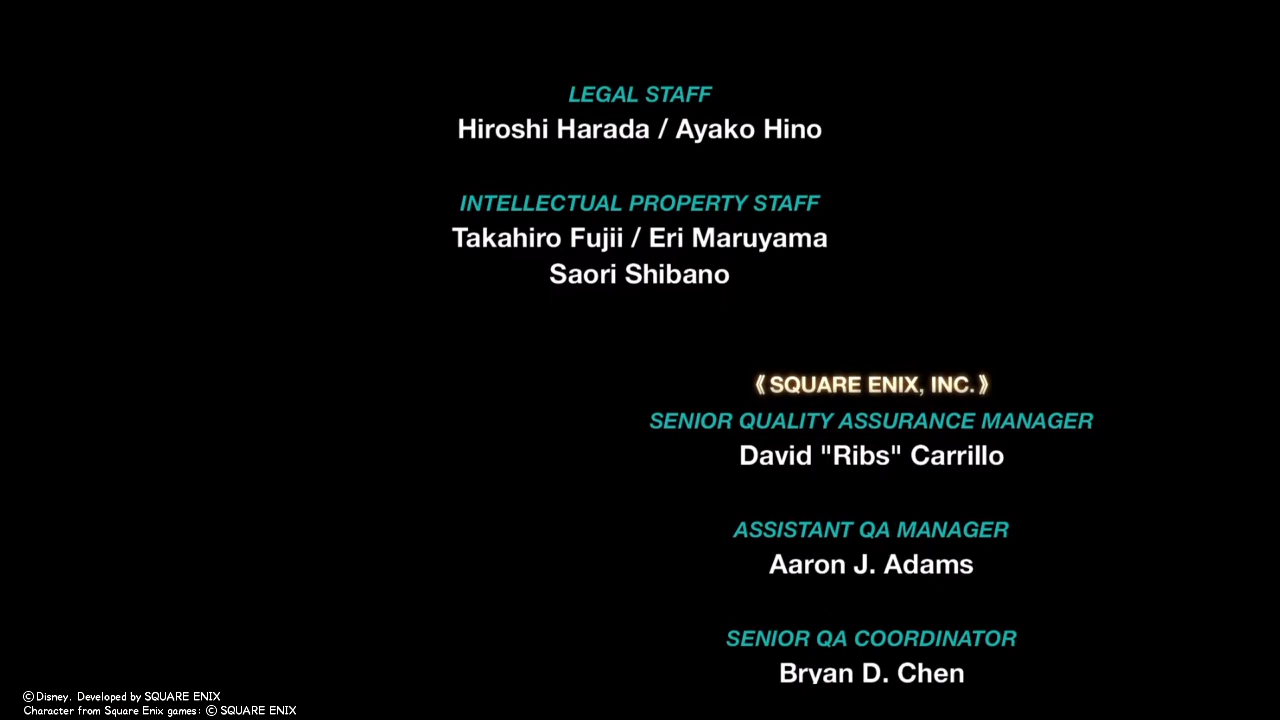 LEGAL STAFF
Hiroshi Harada / Ayako Hino
INTELLECTUAL PROPERTY STAFF
Takahiro Fujii / Eri Maruyama
Saori Shibano
《SQUARE ENIX, INC.》
SENIOR QUALITY ASSURANCE MANAGER
David "Ribs" Carrillo
ASSISTANT QA MANAGER
Aaron J. Adams
SENIOR QA COORDINATOR
Bryan D. Chen
©Disney. Developed by SQUARE ENIX
Character from Square Enix games: © SQUARE ENIX